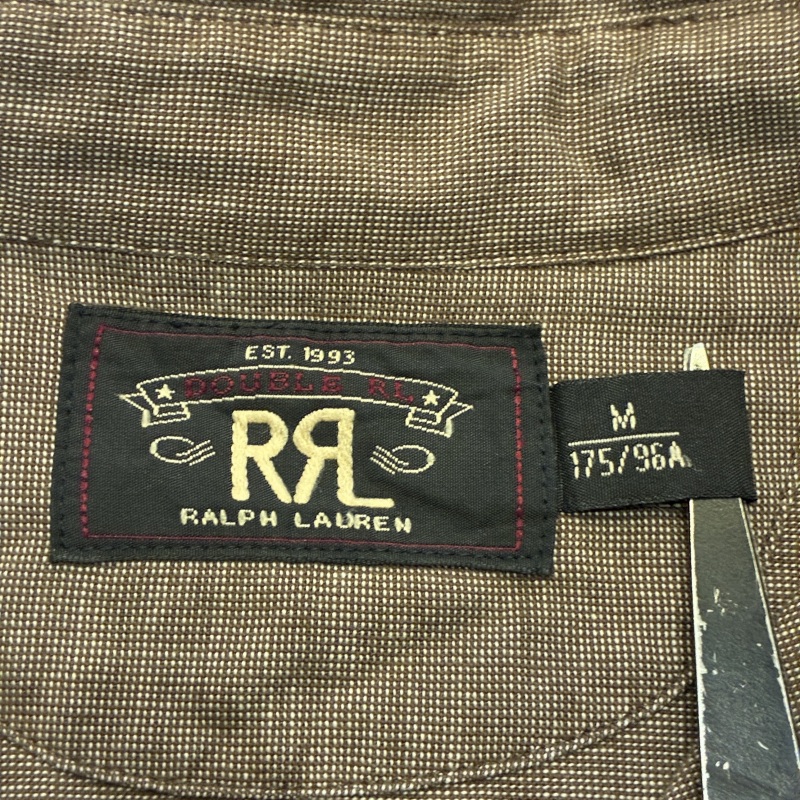 EST. 1993
DOUBLE RL
RRL
RALPH LAUREN
M
175/96A